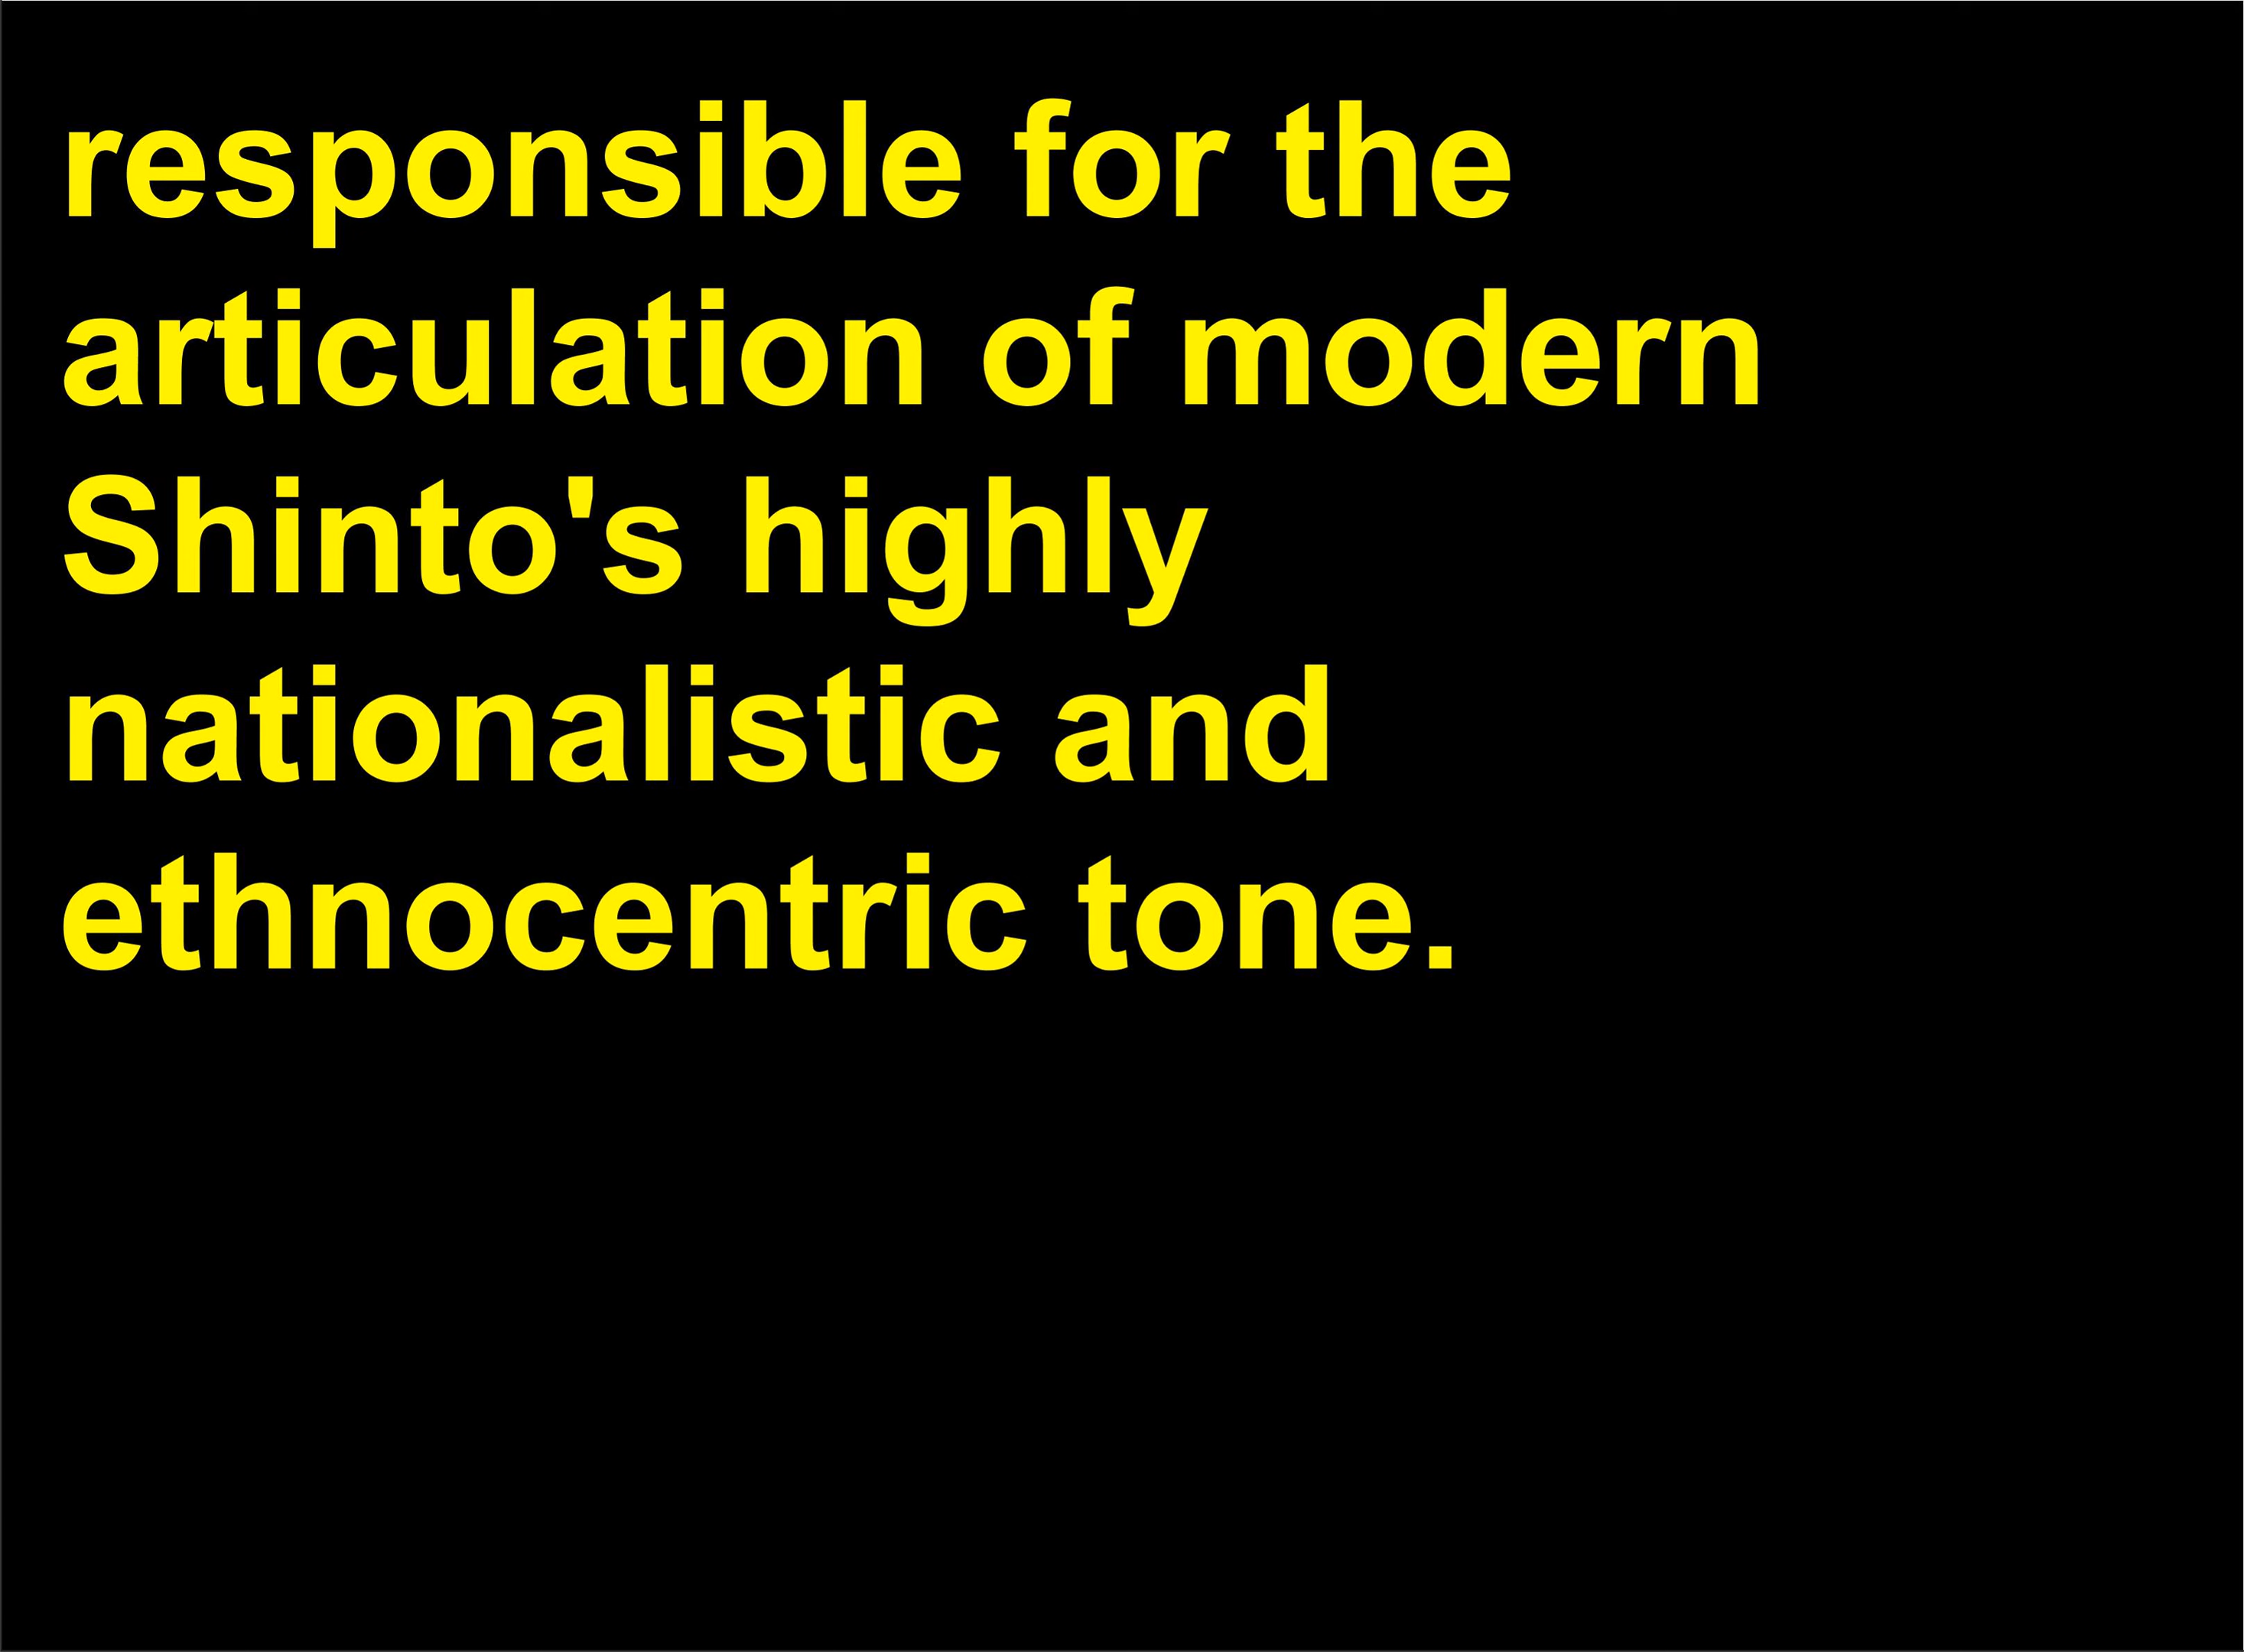 responsible for the
articulation of modern
Shinto's highly
nationalistic and
ethnocentric tone.